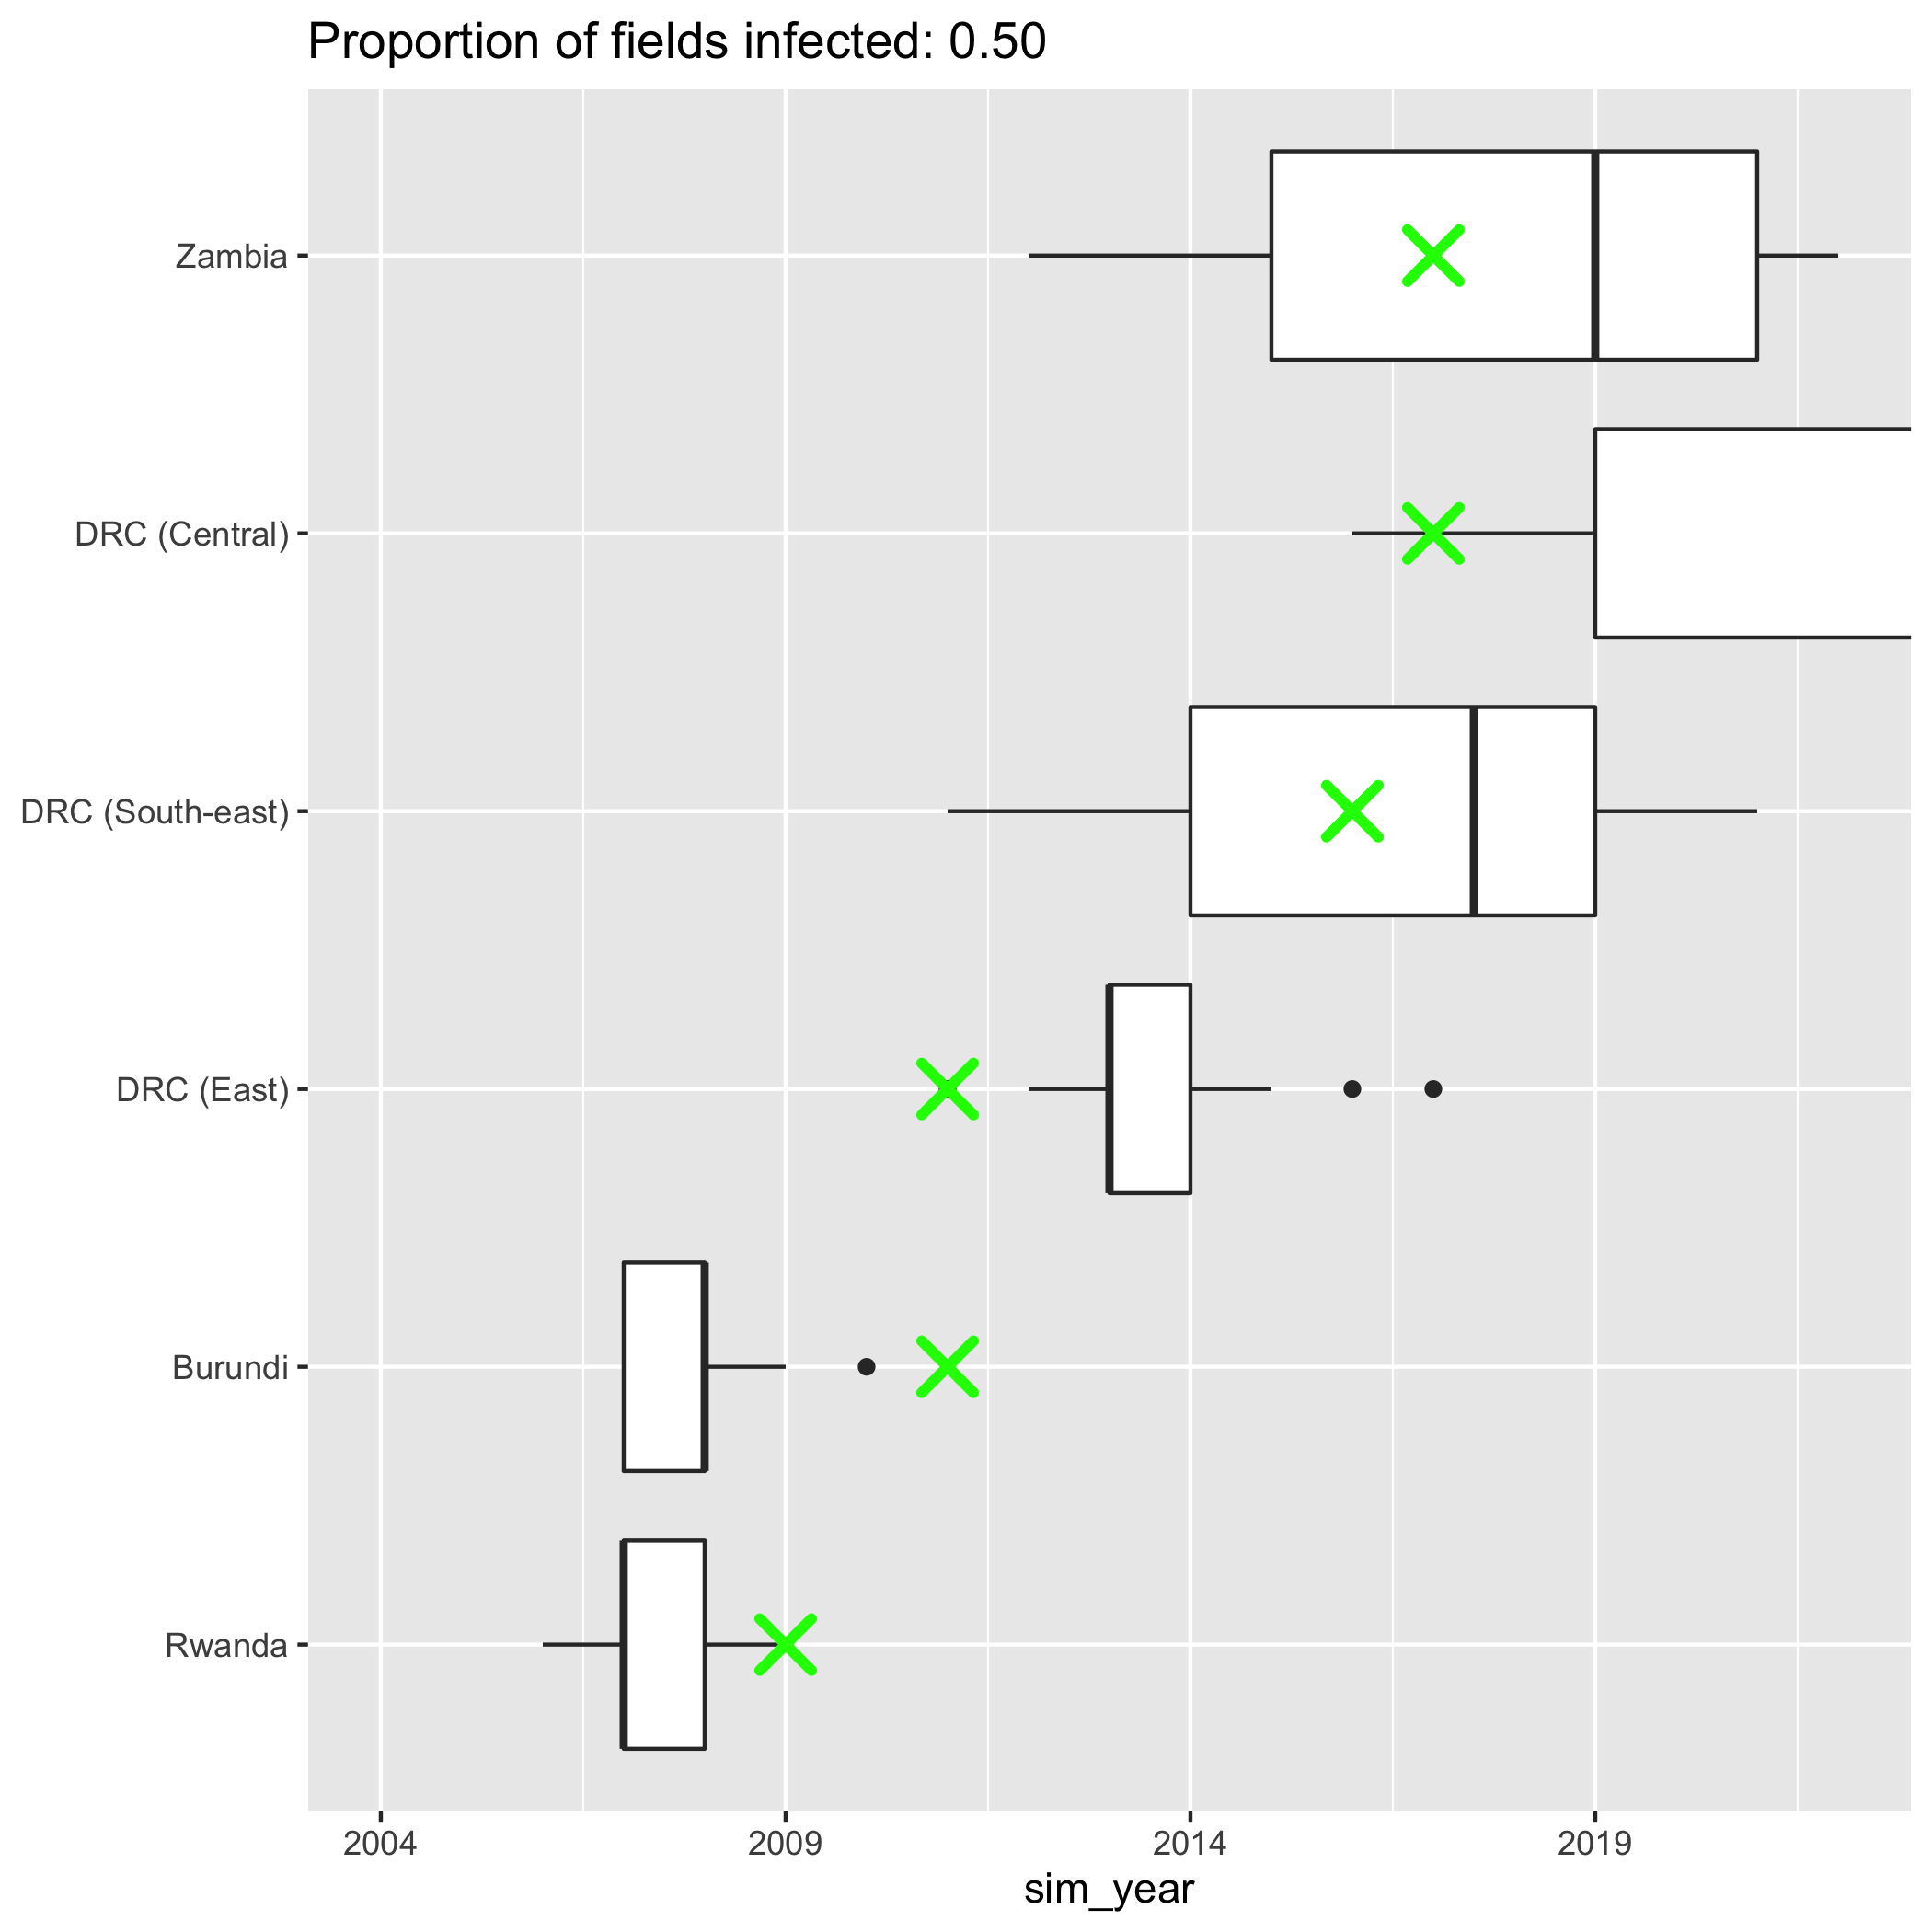 Proportion of fields infected: 0.50
Zambia
DRC (Central)
DRC (South-east)
DRC (East)
Burundi
Rwanda
2004 2009 2014 2019
sim_year